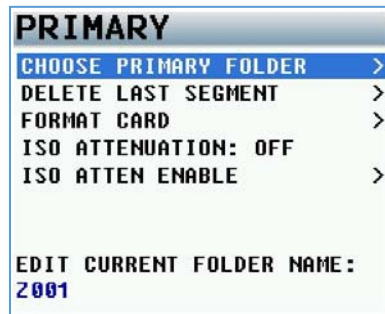 PRIMARY
CHOOSE PRIMARY FOLDER >
DELETE LAST SEGMENT >
FORMAT CARD >
ISO ATTENUATION: OFF
ISO ATTEN ENABLE >
EDIT CURRENT FOLDER NAME:
Z001